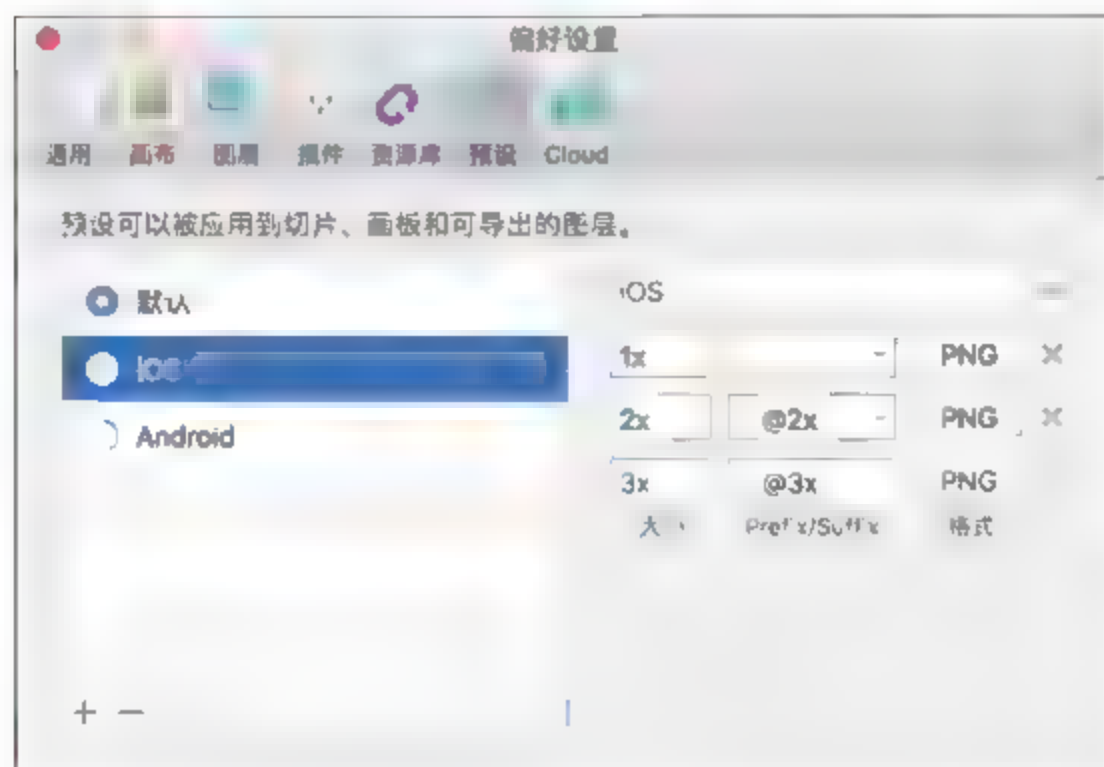 偏好设置
通用 画布 图层 插件 资源库 预设 Cloud
预设可以被应用到切片、画板和可导出的图层。
默认
iOS
Android
iOS
1x PNG
2x @2x PNG
3x @3x PNG
大小 Prefix/Suffix 格式